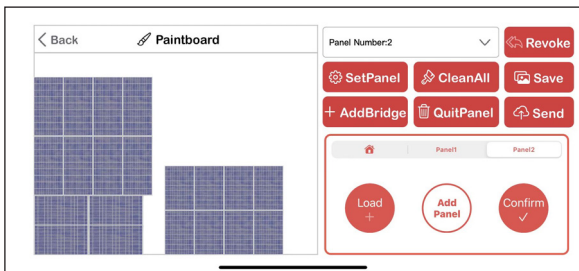 Back
Paintboard
Panel Number:2
Revoke
SetPanel
CleanAll
Save
+ AddBridge
QuitPanel
Send
Panel1
Panel2
Load
+
Add
Panel
Confirm